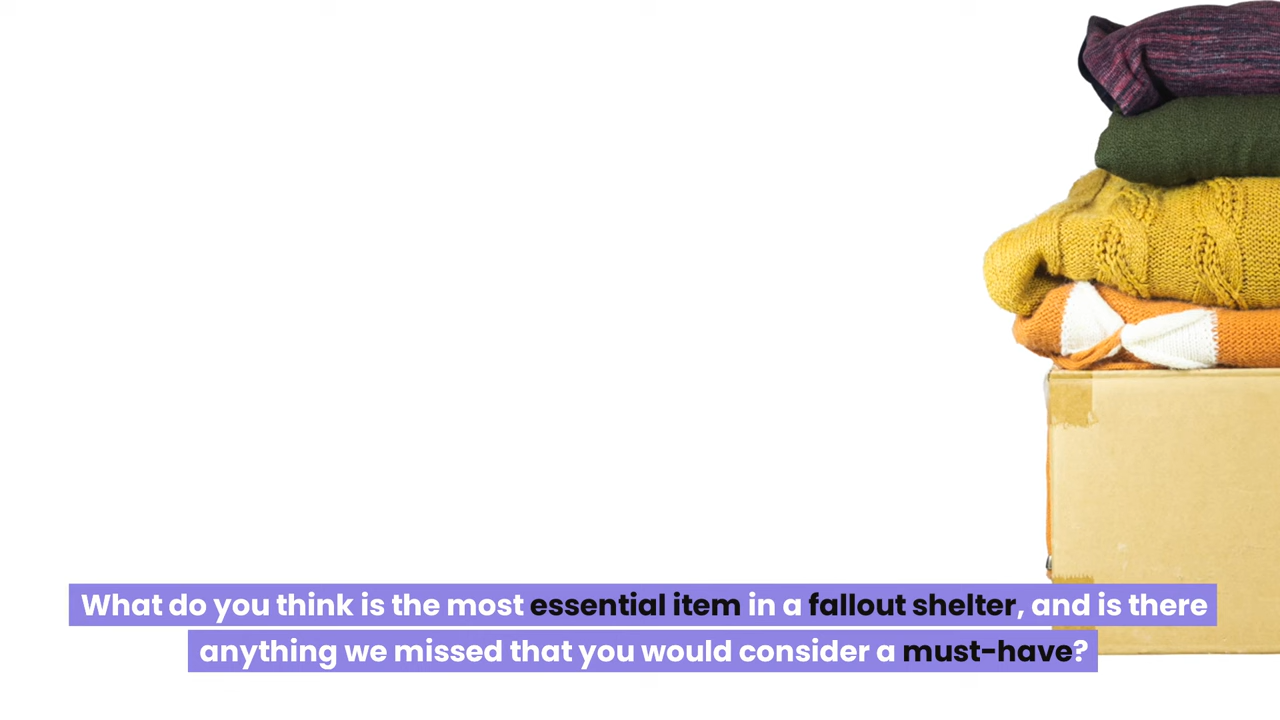 What do you think is the most essential item in a fallout shelter, and is there
anything we missed that you would consider a must-have?